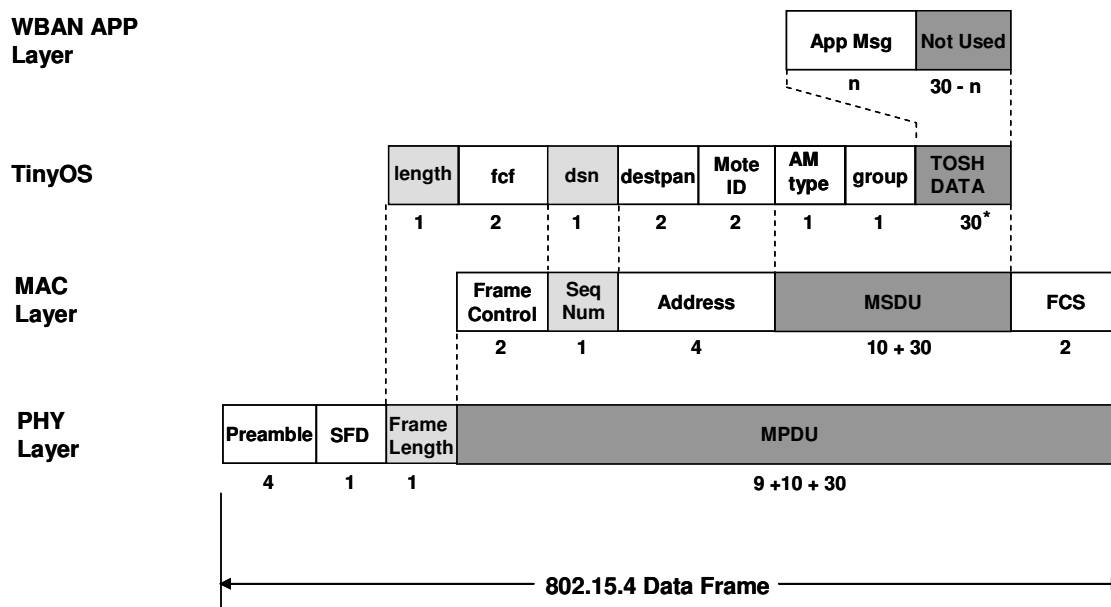 WBAN APP
Layer
App Msg
Not Used
n
30 - n
TinyOS
length
fcf
dsn
destpan
Mote
ID
AM
type
group
TOSH
DATA
1
2
1
2
2
1
1
30*
MAC
Layer
Frame
Control
Seq
Num
Address
MSDU
FCS
2
1
4
10 + 30
2
PHY
Layer
Preamble
SFD
Frame
Length
MPDU
4
1
1
9 +10 + 30
802.15.4 Data Frame